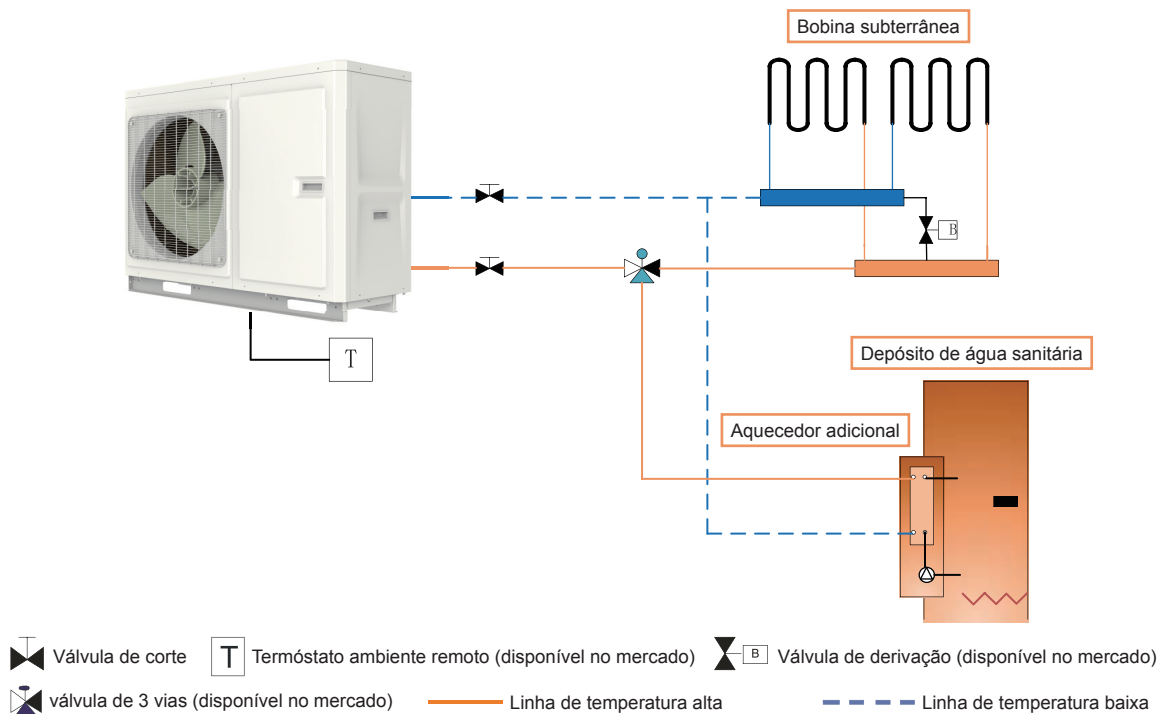 Bobina subterrânea
B
Depósito de água sanitária
T
Aquecedor adicional
Válvula de corte
T
Termóstato ambiente remoto (disponível no mercado)
B
Válvula de derivação (disponível no mercado)
válvula de 3 vias (disponível no mercado)
Linha de temperatura alta
Linha de temperatura baixa